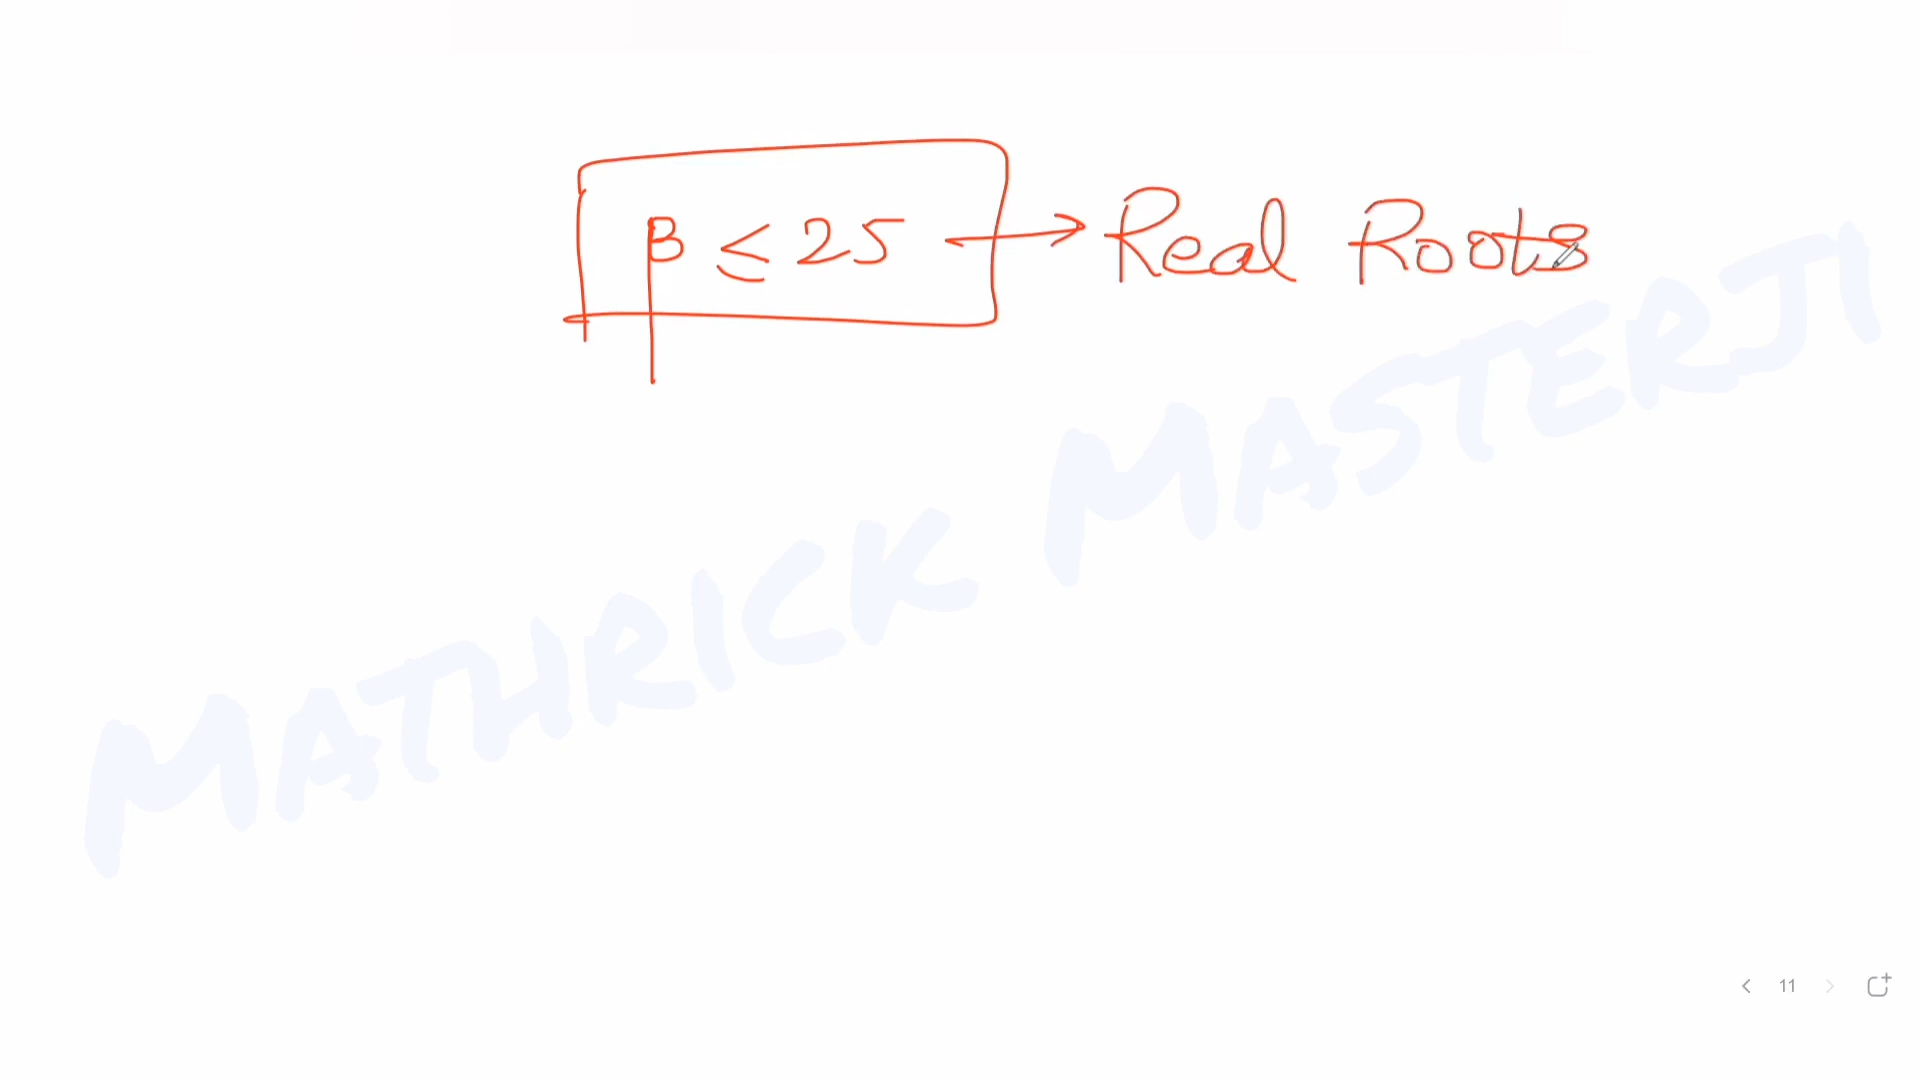 β ≤ 25 → Real Roots
MATHRICK MASTERJI
11